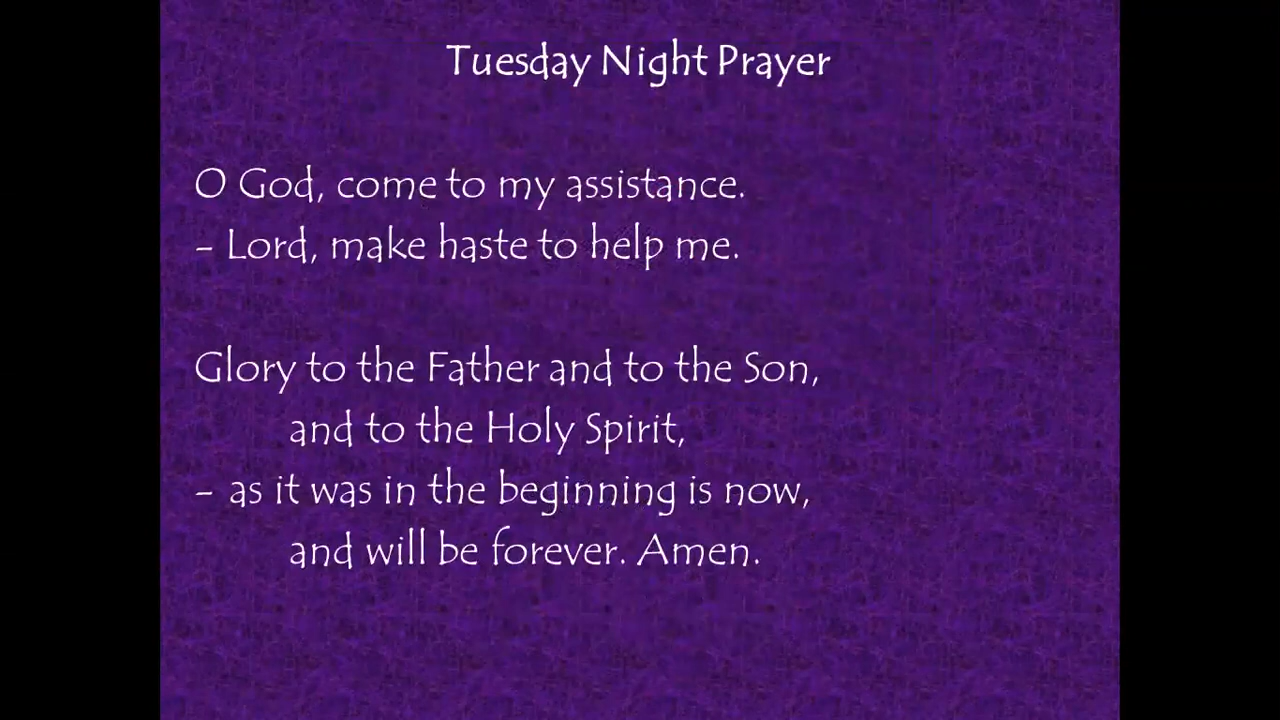 Tuesday Night Prayer
O God, come to my assistance.
- Lord, make haste to help me.
Glory to the Father and to the Son,
and to the Holy Spirit,
- as it was in the beginning is now,
and will be forever. Amen.